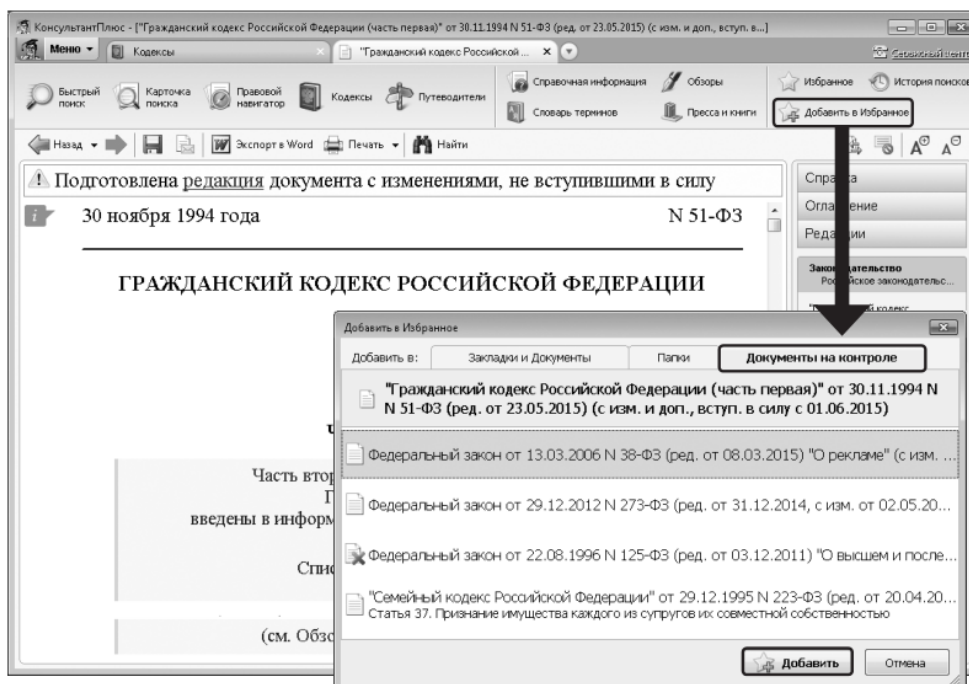 КонсультантПлюс - ["Гражданский кодекс Российской Федерации (часть первая)" от 30.11.1994 N 51-ФЗ (ред. от 23.05.2015) (с изм. и доп., вступ. в...]
Меню
Кодексы
"Гражданский кодекс Российской ...
Сервисный
Быстрый поиск
Карточка поиска
Правовой навигатор
Кодексы
Путеводители
Справочная информация
Словарь терминов
Обзоры
Пресса и книги
Избранное
История поисков
Добавить в Избранное
Назад
Экспорт в Word
Печать
Найти
Подготовлена редакция документа с изменениями, не вступившими в силу
30 ноября 1994 года
N 51-ФЗ
ГРАЖДАНСКИЙ КОДЕКС РОССИЙСКОЙ ФЕДЕРАЦИИ
Часть
введены в
(см.
Добавить в Избранное
Добавить в:
Закладки и Документы
Папки
Документы на контроле
"Гражданский кодекс Российской Федерации (часть первая)" от 30.11.1994 N
N 51-ФЗ (ред. от 23.05.2015) (с изм. и доп., вступ. в силу с 01.06.2015)
Федеральный закон от 13.03.2006 N 38-ФЗ (ред. от 08.03.2015) "О рекламе" (с изм. ...
Федеральный закон от 29.12.2012 N 273-ФЗ (ред. от 31.12.2014, с изм. от 02.05.20...
Федеральный закон от 22.08.1996 N 125-ФЗ (ред. от 03.12.2011) "О высшем и после...
"Семейный кодекс Российской Федерации" от 29.12.1995 N 223-ФЗ (ред. от 20.04.20...
Статья 37. Признание имущества каждого из супругов их совместной собственностью
Добавить
Отмена